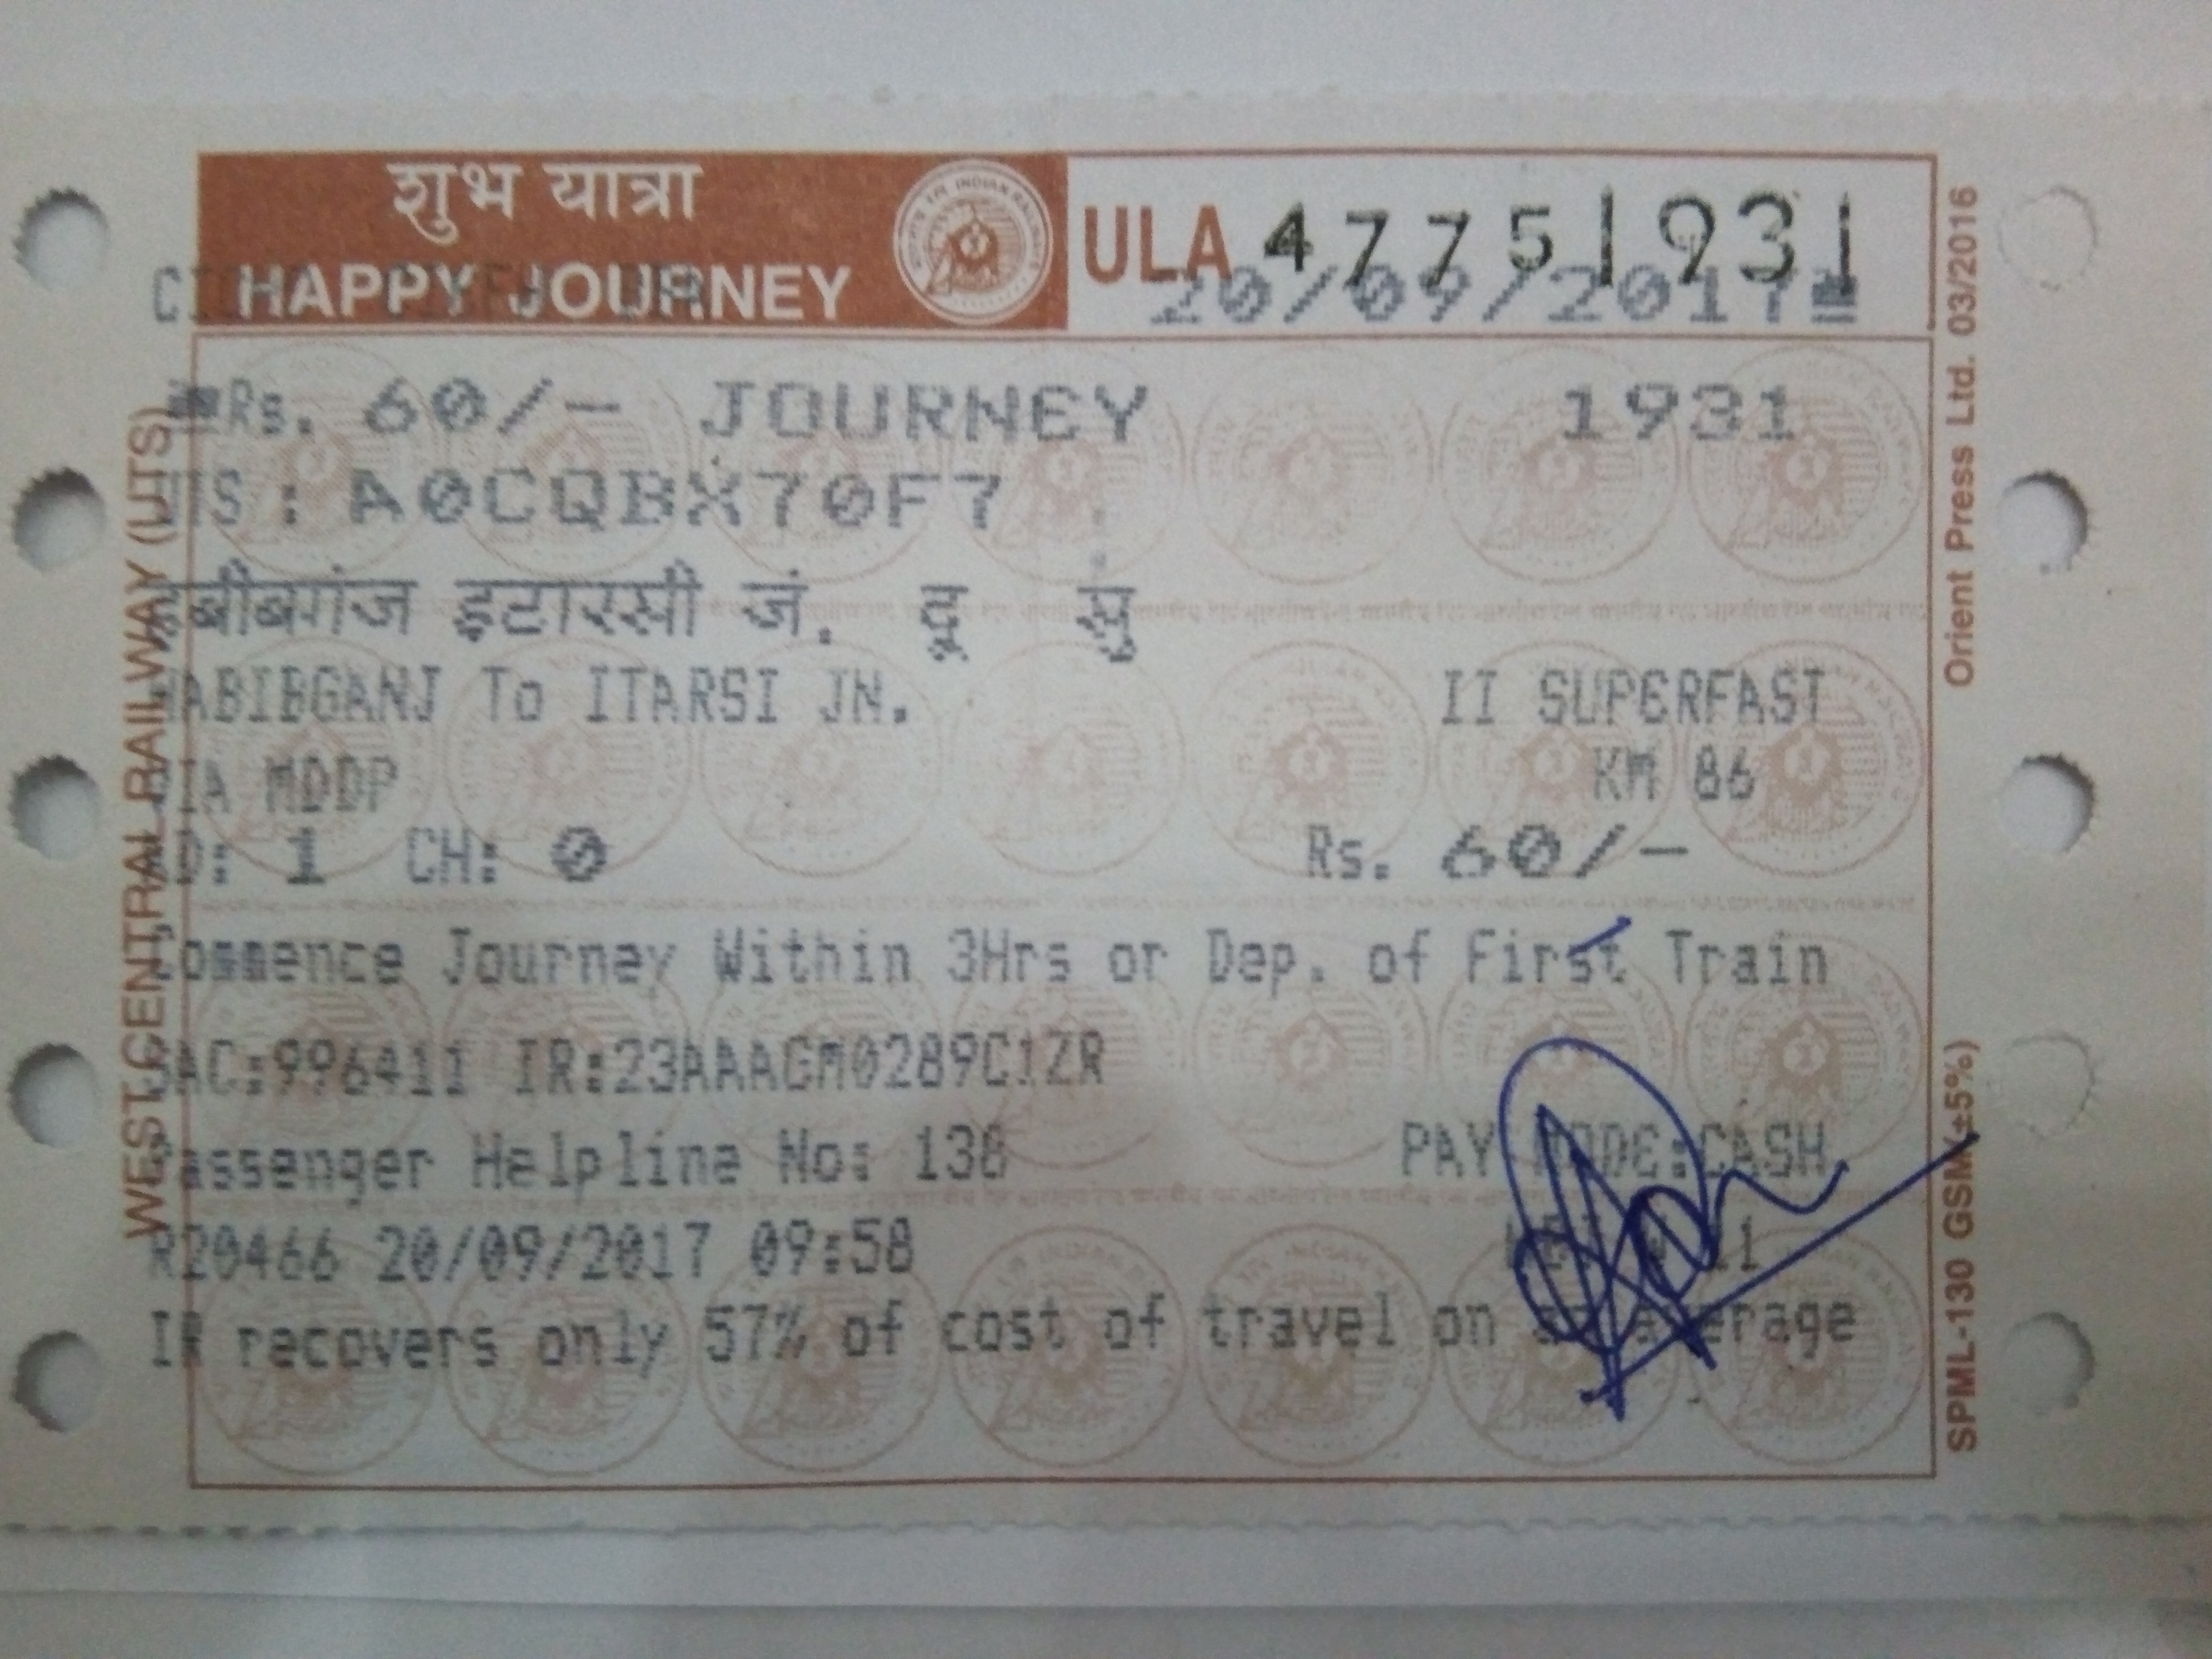 शुभ यात्रा
HAPPY JOURNEY
ULA 47751931
20/09/2017
Rs. 60/- JOURNEY 1931
UTS: A0CQBX70F7
हबीबगंज इटारसी जं.
HABIBGANJ To ITARSI JN. II SUPERFAST
VIA MDDP KM 86
AD: 1 CH: 0 Rs. 60/-
Commence Journey Within 3Hrs or Dep. of First Train
SAC:996411 IR:23AAAGM0289C1ZR
Passenger Helpline No: 138 PAY MODE:CASH
R20466 20/09/2017 09:58
IR recovers only 57% of cost of travel on an average
WEST CENTRAL RAILWAY (UTS)
Orient Press Ltd. 03/2016
SPML-130 GSM(±5%)